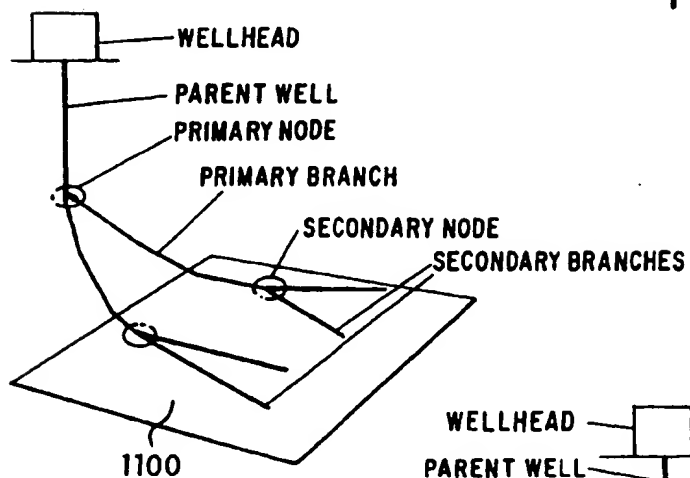 WELLHEAD
PARENT WELL
PRIMARY NODE
PRIMARY BRANCH
SECONDARY NODE
SECONDARY BRANCHES
1100
WELLHEAD
PARENT WELL